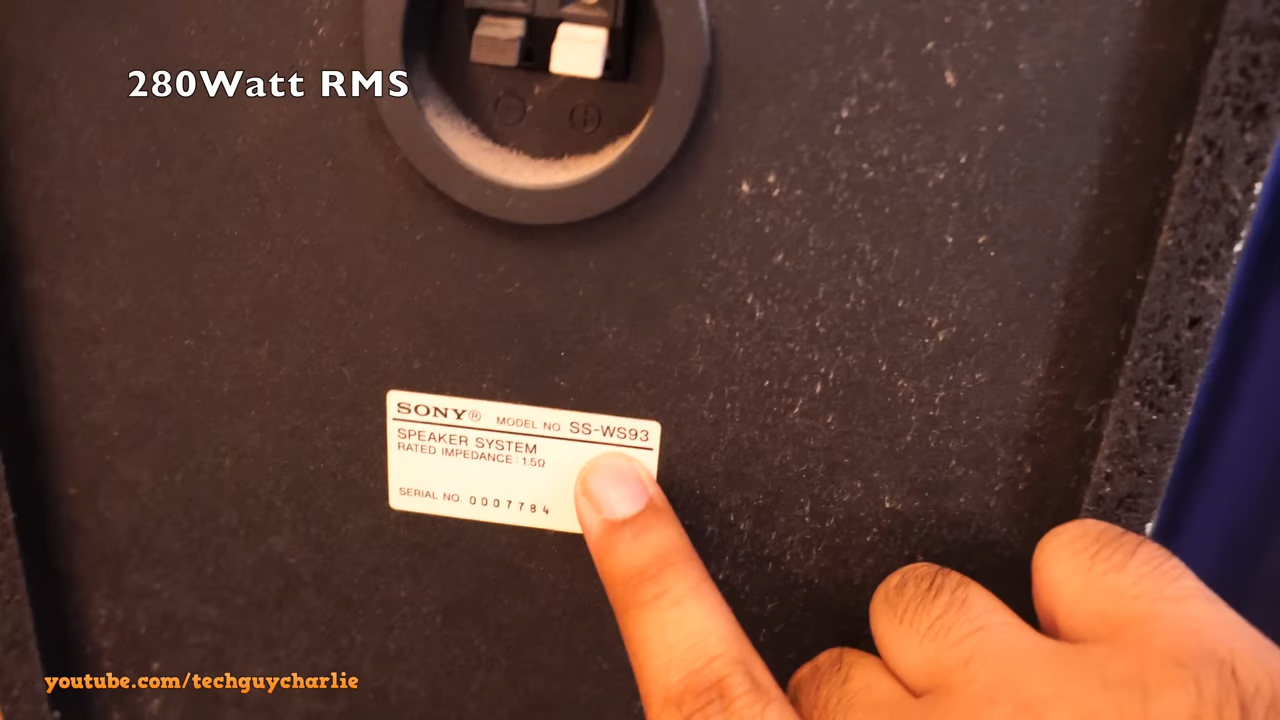 280Watt RMS
SONY® MODEL NO. SS-WS93
SPEAKER SYSTEM
RATED IMPEDANCE : 1.5Ω
SERIAL NO. 0007784
youtube.com/techguycharlie